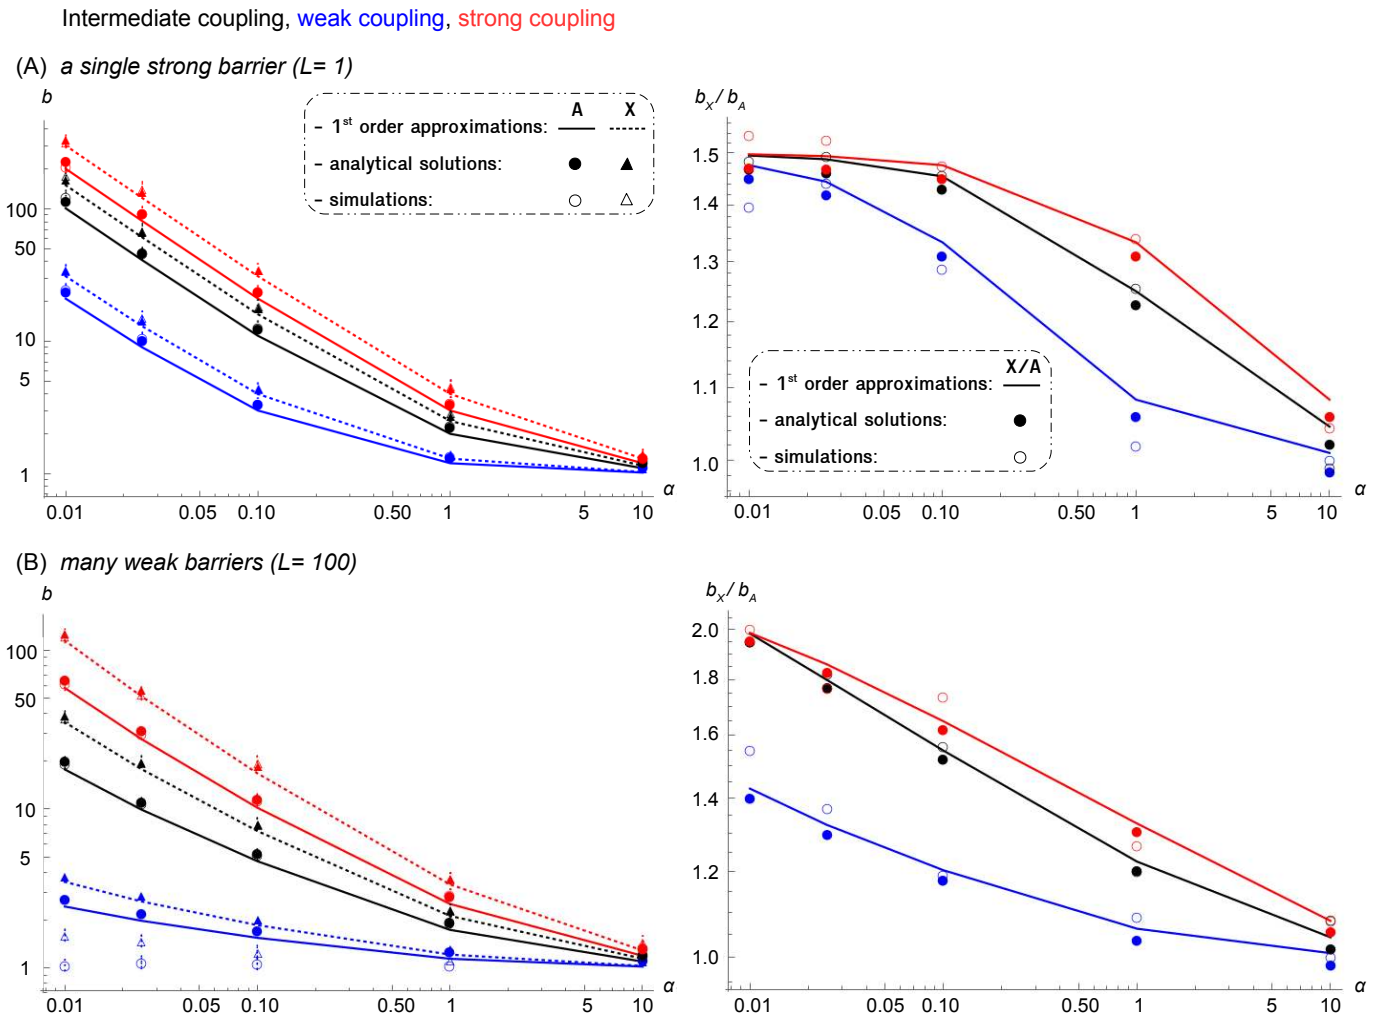 Intermediate coupling, weak coupling, strong coupling
(A) a single strong barrier (L= 1)
b
A X
– 1st order approximations:
– analytical solutions:
– simulations:
100
50
10
5
1
0.01 0.05 0.10 0.50 1 5 10
α
bX/bA
1.5
1.4
1.3
1.2
1.1
1.0
X/A
– 1st order approximations:
– analytical solutions:
– simulations:
0.01 0.05 0.10 0.50 1 5 10
α
(B) many weak barriers (L= 100)
b
100
50
10
5
1
0.01 0.05 0.10 0.50 1 5 10
α
bX/bA
2.0
1.8
1.6
1.4
1.2
1.0
0.01 0.05 0.10 0.50 1 5 10
α